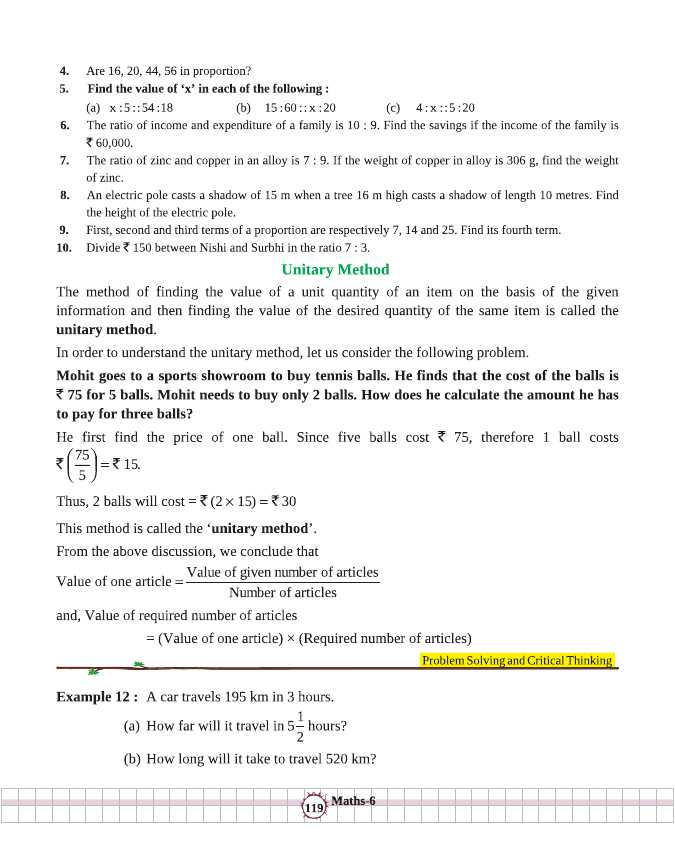 4. Are 16, 20, 44, 56 in proportion?
5. Find the value of ‘x’ in each of the following :
(a) x : 5 : : 54 : 18 (b) 15 : 60 : : x : 20 (c) 4 : x : : 5 : 20
6. The ratio of income and expenditure of a family is 10 : 9. Find the savings if the income of the family is
₹ 60,000.
7. The ratio of zinc and copper in an alloy is 7 : 9. If the weight of copper in alloy is 306 g, find the weight
of zinc.
8. An electric pole casts a shadow of 15 m when a tree 16 m high casts a shadow of length 10 metres. Find
the height of the electric pole.
9. First, second and third terms of a proportion are respectively 7, 14 and 25. Find its fourth term.
10. Divide ₹ 150 between Nishi and Surbhi in the ratio 7 : 3.
Unitary Method
The method of finding the value of a unit quantity of an item on the basis of the given
information and then finding the value of the desired quantity of the same item is called the
unitary method.
In order to understand the unitary method, let us consider the following problem.
Mohit goes to a sports showroom to buy tennis balls. He finds that the cost of the balls is
₹ 75 for 5 balls. Mohit needs to buy only 2 balls. How does he calculate the amount he has
to pay for three balls?
He first find the price of one ball. Since five balls cost ₹ 75, therefore 1 ball costs
₹ (75/5) = ₹ 15.
Thus, 2 balls will cost = ₹ (2 × 15) = ₹ 30
This method is called the ‘unitary method’.
From the above discussion, we conclude that
Value of one article = Value of given number of articles / Number of articles
and, Value of required number of articles
= (Value of one article) × (Required number of articles)
Problem Solving and Critical Thinking
Example 12 : A car travels 195 km in 3 hours.
(a) How far will it travel in 5 1/2 hours?
(b) How long will it take to travel 520 km?
119 Maths-6